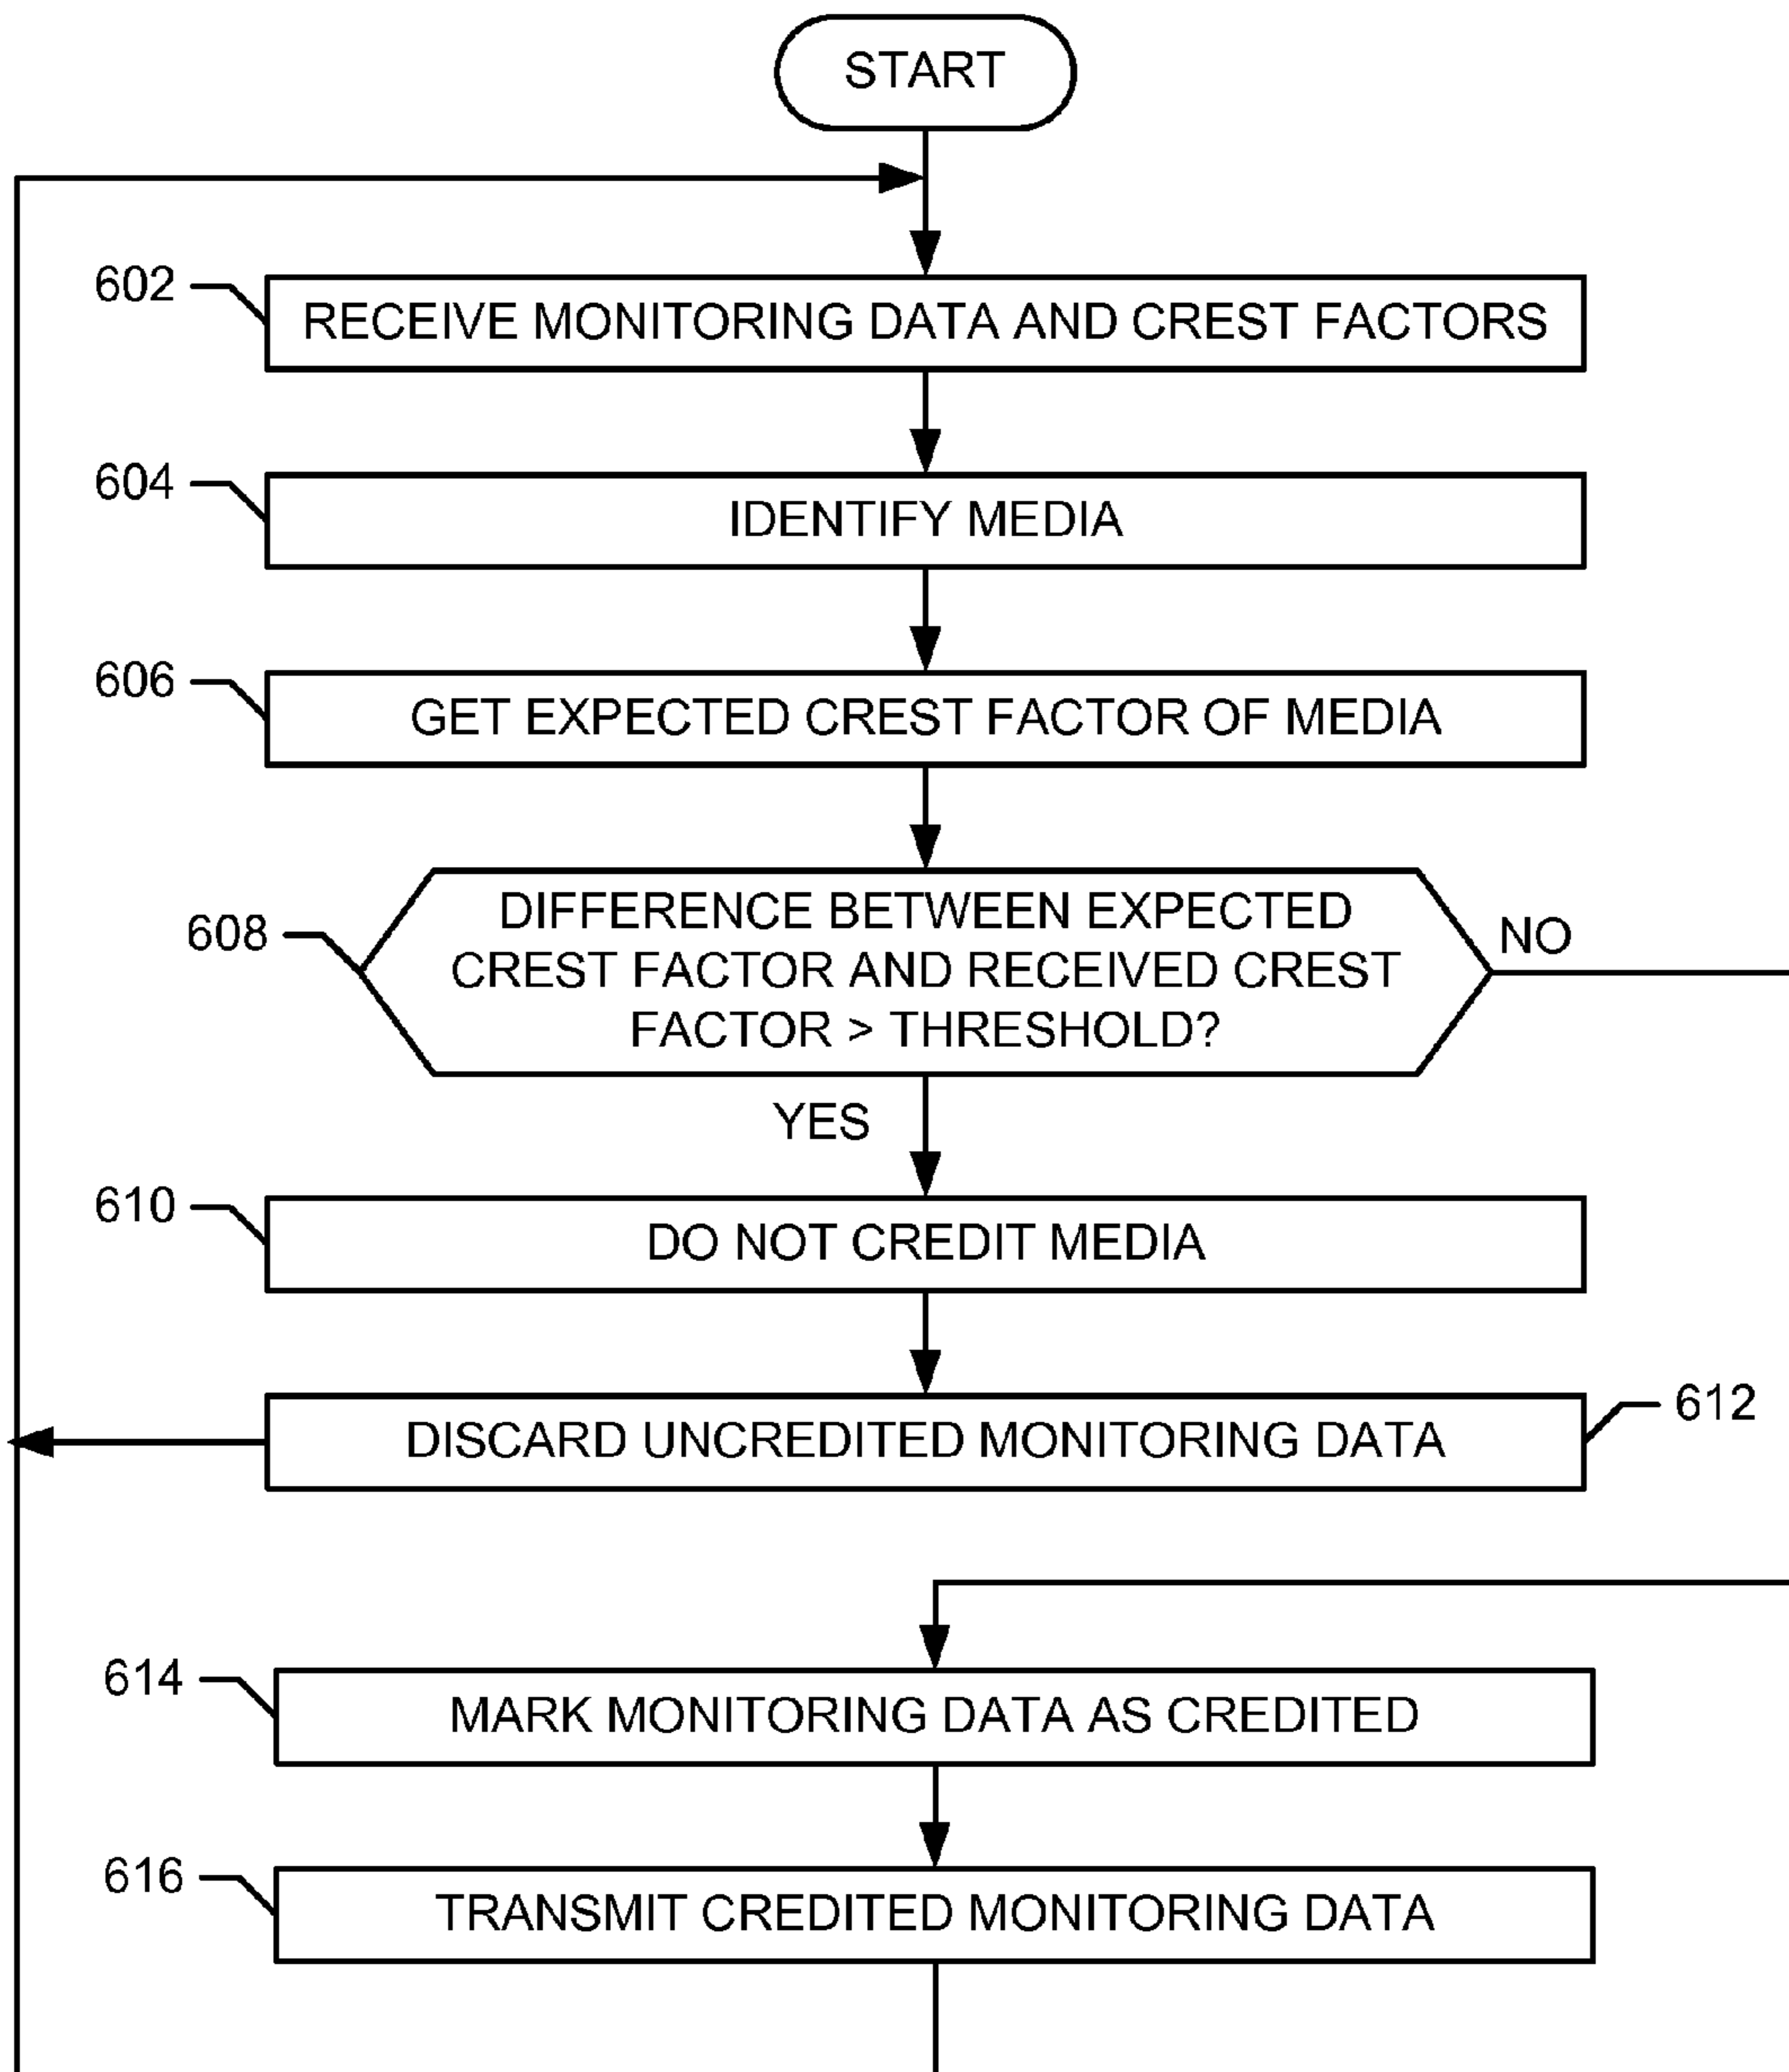 START
602
RECEIVE MONITORING DATA AND CREST FACTORS
604
IDENTIFY MEDIA
606
GET EXPECTED CREST FACTOR OF MEDIA
608
DIFFERENCE BETWEEN EXPECTED
CREST FACTOR AND RECEIVED CREST
FACTOR > THRESHOLD?
NO
YES
610
DO NOT CREDIT MEDIA
612
DISCARD UNCREDITED MONITORING DATA
614
MARK MONITORING DATA AS CREDITED
616
TRANSMIT CREDITED MONITORING DATA